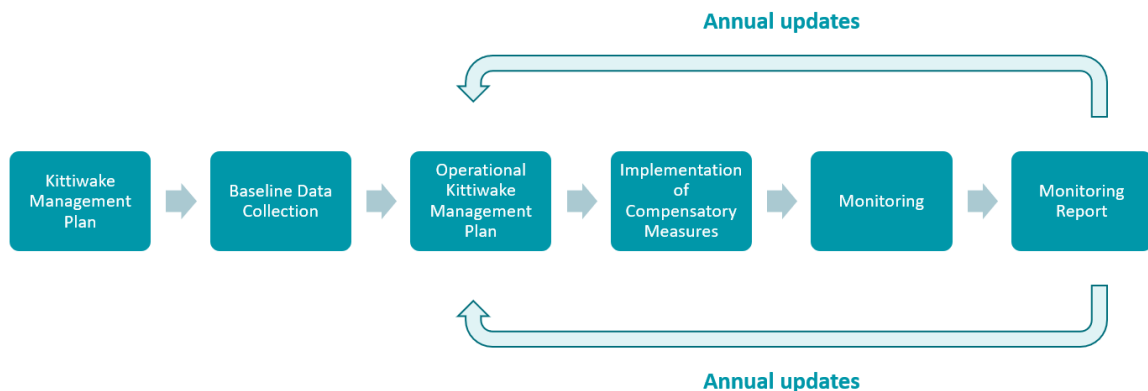 Annual updates
Kittiwake
Management
Plan
Baseline Data
Collection
Operational
Kittiwake
Management
Plan
Implementation
of
Compensatory
Measures
Monitoring
Monitoring
Report
Annual updates